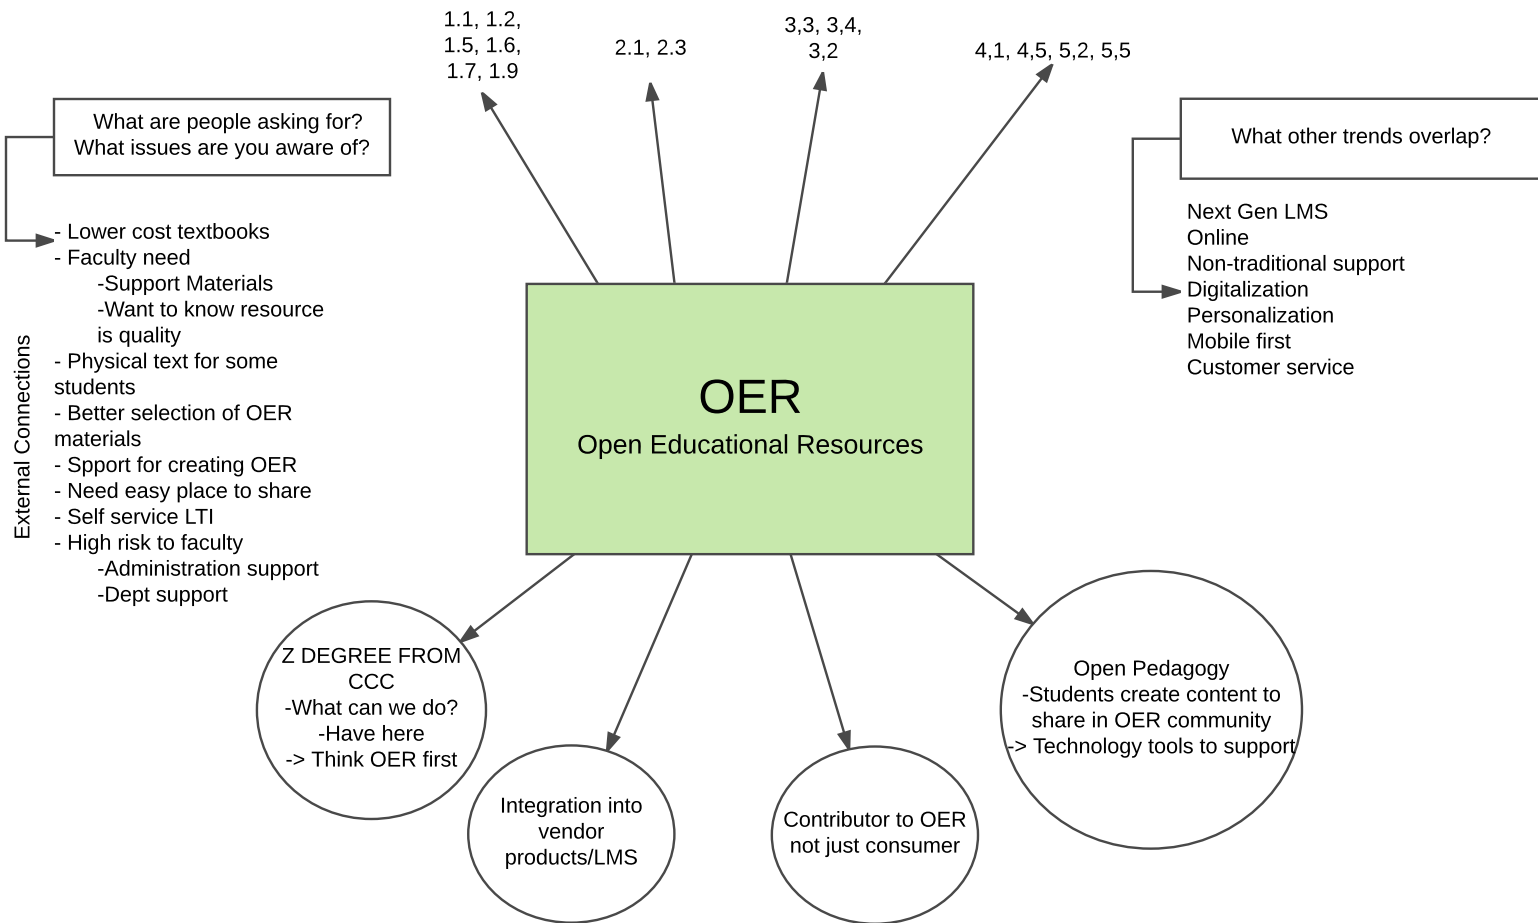 1.1, 1.2,
1.5, 1.6,
1.7, 1.9
2.1, 2.3
3,3, 3,4,
3,2
4,1, 4,5, 5,2, 5,5
What are people asking for?
What issues are you aware of?
What other trends overlap?
- Lower cost textbooks
- Faculty need
-Support Materials
-Want to know resource
is quality
- Physical text for some
students
- Better selection of OER
materials
- Spport for creating OER
- Need easy place to share
- Self service LTI
- High risk to faculty
-Administration support
-Dept support
External Connections
Next Gen LMS
Online
Non-traditional support
Digitalization
Personalization
Mobile first
Customer service
OER
Open Educational Resources
Z DEGREE FROM
CCC
-What can we do?
-Have here
-> Think OER first
Integration into
vendor
products/LMS
Contributor to OER
not just consumer
Open Pedagogy
-Students create content to
share in OER community
-> Technology tools to support